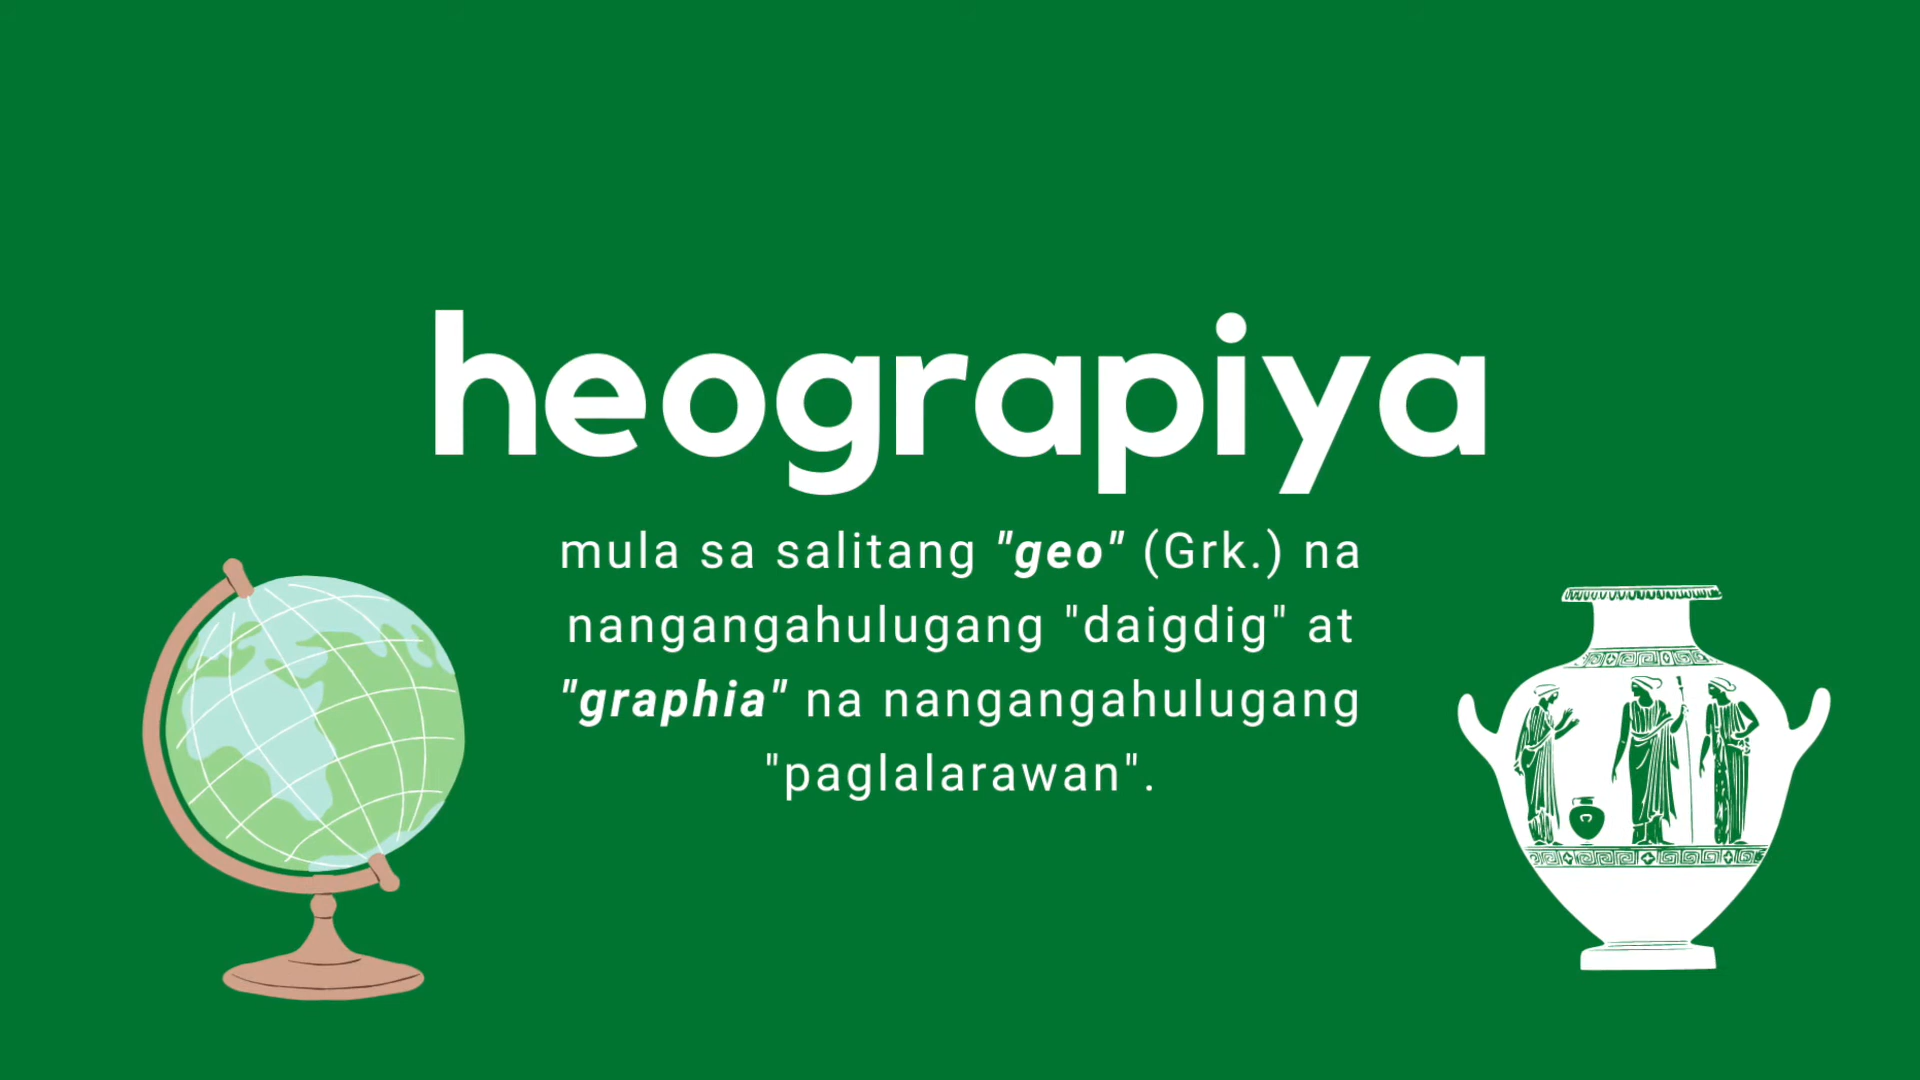 heograpiya
mula sa salitang "geo" (Grk.) na
nangangahulugang "daigdig" at
"graphia" na nangangahulugang
"paglalarawan".